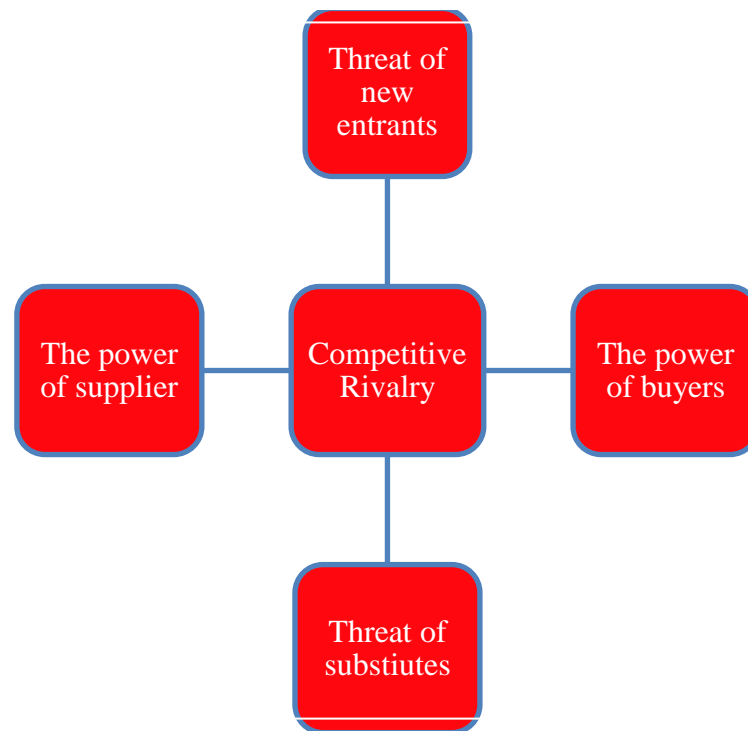 Threat of
new
entrants
The power
of supplier
Competitive
Rivalry
The power
of buyers
Threat of
substiutes